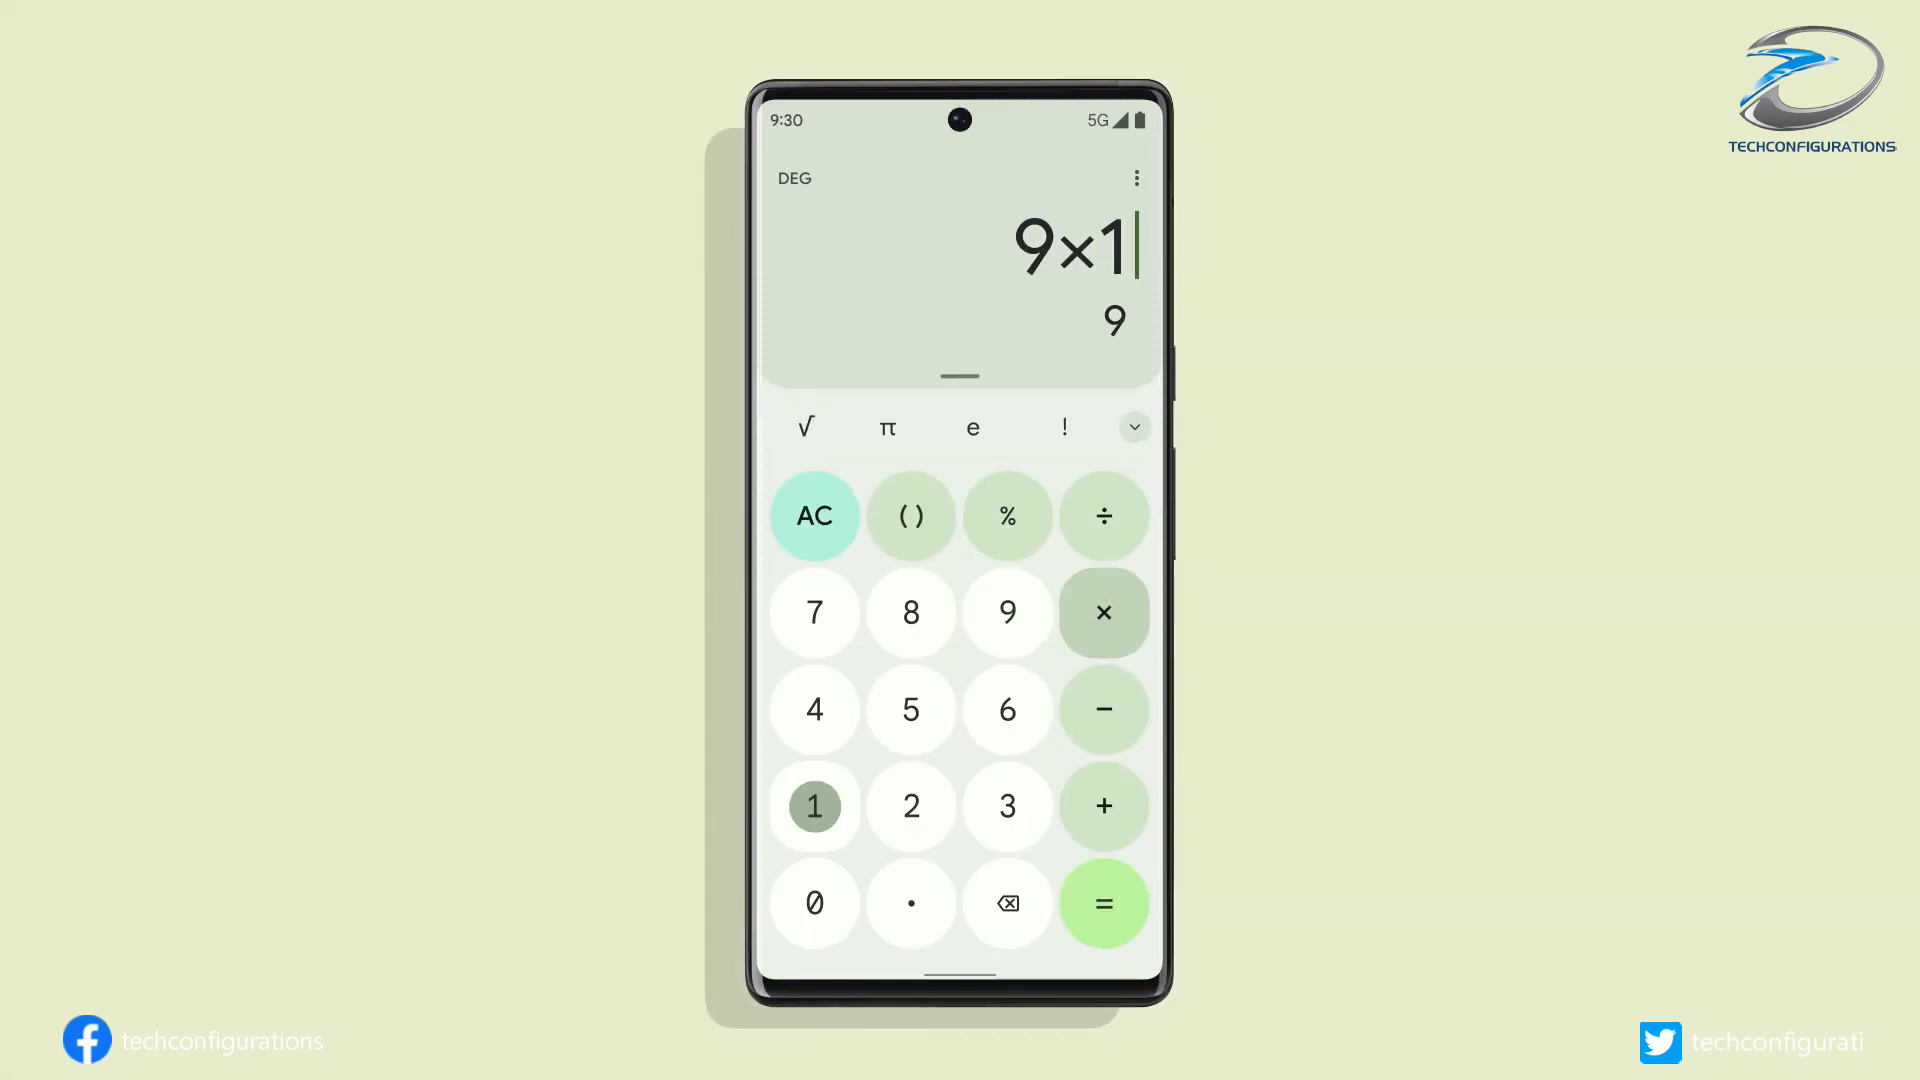 TECHCONFIGURATIONS
9:30
5G
DEG
9×1
9
√ π e !
AC () % ÷
7 8 9 ×
4 5 6 −
1 2 3 +
0 . =
techconfigurations
techconfigurati